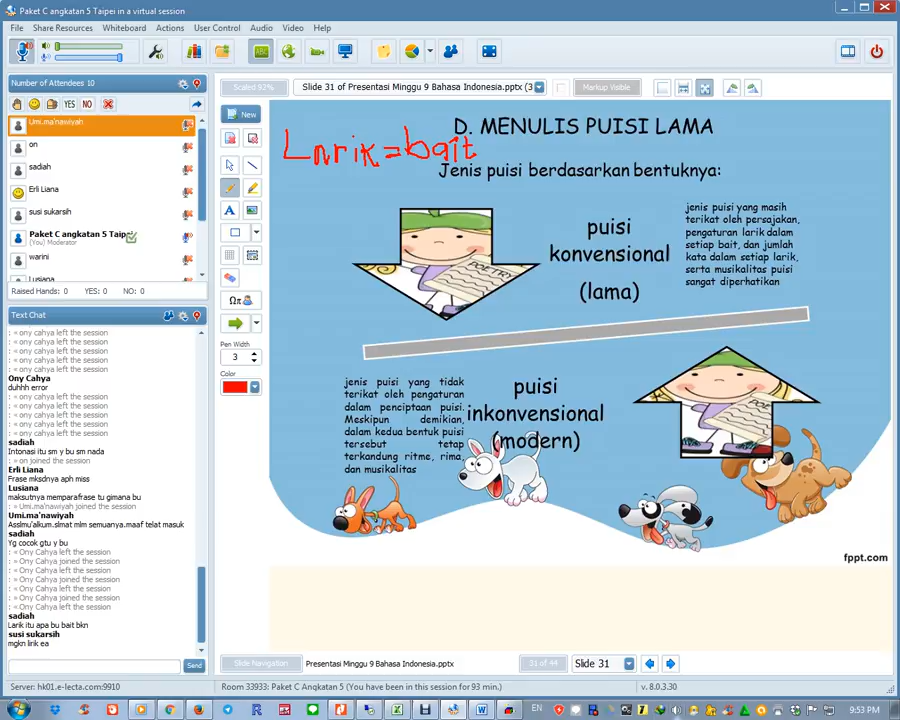 Paket C angkatan 5 Taipei in a virtual session
File Share Resources Whiteboard Actions User Control Audio Video Help
ABC
Number of Attendees 10
YES NO
Umi.ma'nawiyah
on
sadiah
Erli Liana
susi sukarsih
Paket C angkatan 5 Taip
(You) Moderator
warini
Lusiana
Raised Hands: 0 YES: 0 NO: 0
Text Chat
: « ony cahya left the session
: « ony cahya left the session
: « ony cahya left the session
: « ony cahya left the session
: « ony cahya left the session
Ony Cahya
duhhh error
: « ony cahya left the session
: « ony cahya left the session
: « ony cahya left the session
: « ony cahya left the session
: « ony cahya left the session
sadiah
Intonasi itu sm y bu sm nada
: » on joined the session
Erli Liana
Frase mksdnya aph miss
Lusiana
maksutnya memparafrase tu gimana bu
: » Umi.ma'nawiyah joined the session
Umi.ma'nawiyah
Asslmu'alkum.slmat mlm semuanya.maaf telat masuk
sadiah
Yg cocok gtu y bu
: « Ony Cahya left the session
: » Ony Cahya joined the session
: » Ony Cahya joined the session
: « Ony Cahya left the session
: » Ony Cahya joined the session
: « Ony Cahya left the session
sadiah
Larik itu apa bu bait bkn
susi sukarsih
mgkn lirik ea
Send
Scaled 92%
Slide 31 of Presentasi Minggu 9 Bahasa Indonesia.pptx (3
Markup Visible
New
A
Ωπ
Pen Width
3
Color
Larik = bait
D. MENULIS PUISI LAMA
Jenis puisi berdasarkan bentuknya:
POETRY
puisi
konvensional
(lama)
jenis puisi yang masih
terikat oleh persajakan,
pengaturan larik dalam
setiap bait, dan jumlah
kata dalam setiap larik,
serta musikalitas puisi
sangat diperhatikan
jenis puisi yang tidak
terikat oleh pengaturan
dalam penciptaan puisi.
Meskipun demikian,
dalam kedua bentuk puisi
tersebut tetap
terkandung ritme, rima,
dan musikalitas
puisi
inkonvensional
(modern)
fppt.com
Slide Navigation
Presentasi Minggu 9 Bahasa Indonesia.pptx
31 of 44
Slide 31
Server: hk01.e-lecta.com:9910
Room 33933: Paket C Angkatan 5 (You have been in this session for 93 min.)
v. 8.0.3.30
EN
9:53 PM